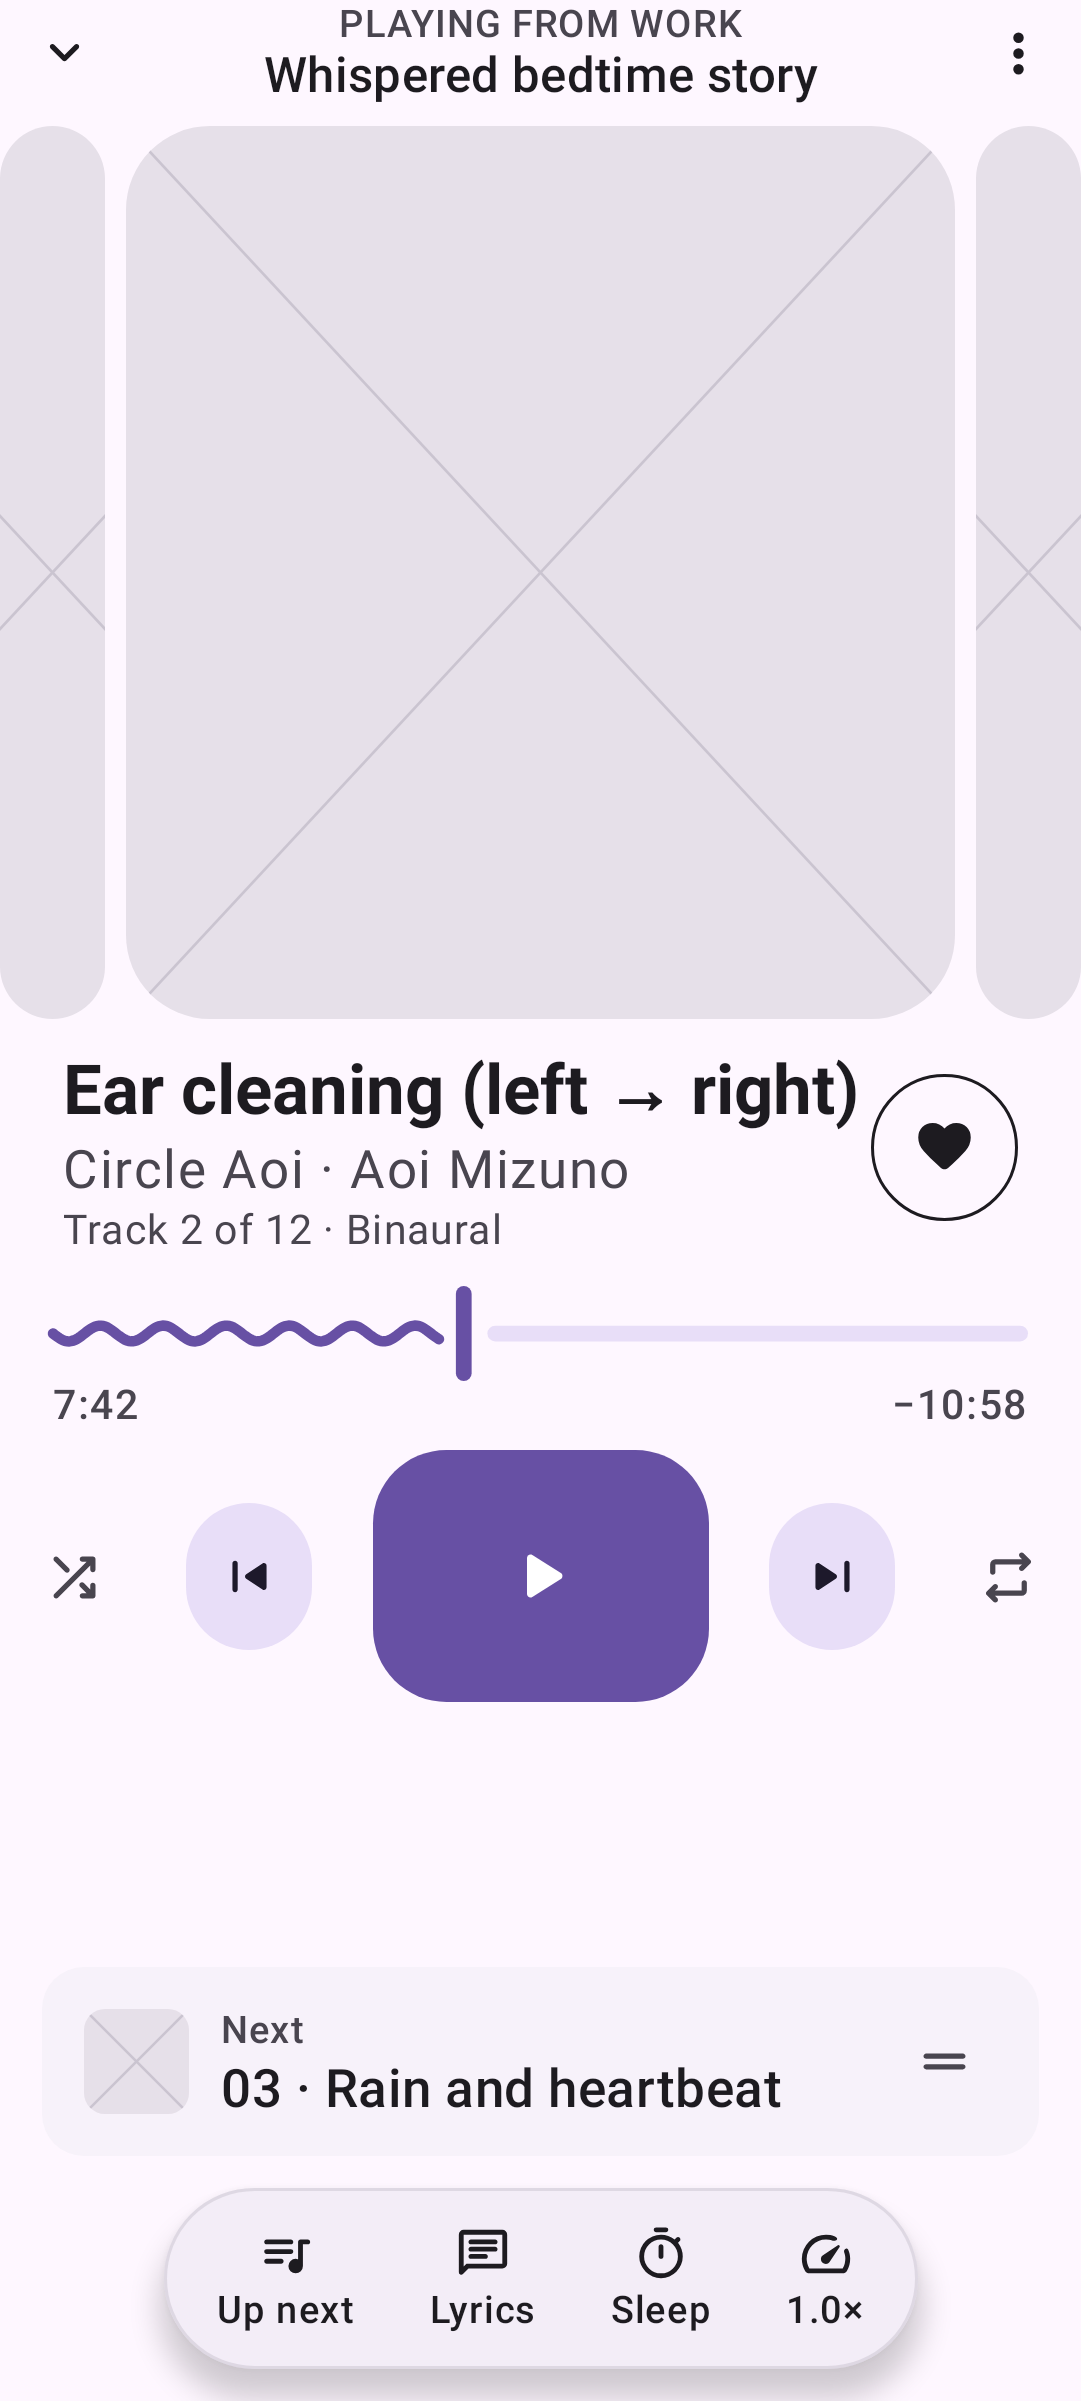 PLAYING FROM WORK
Whispered bedtime story
Ear cleaning (left → right)
Circle Aoi · Aoi Mizuno
Track 2 of 12 · Binaural
7:42
−10:58
Next
03 · Rain and heartbeat
Up next
Lyrics
Sleep
1.0×